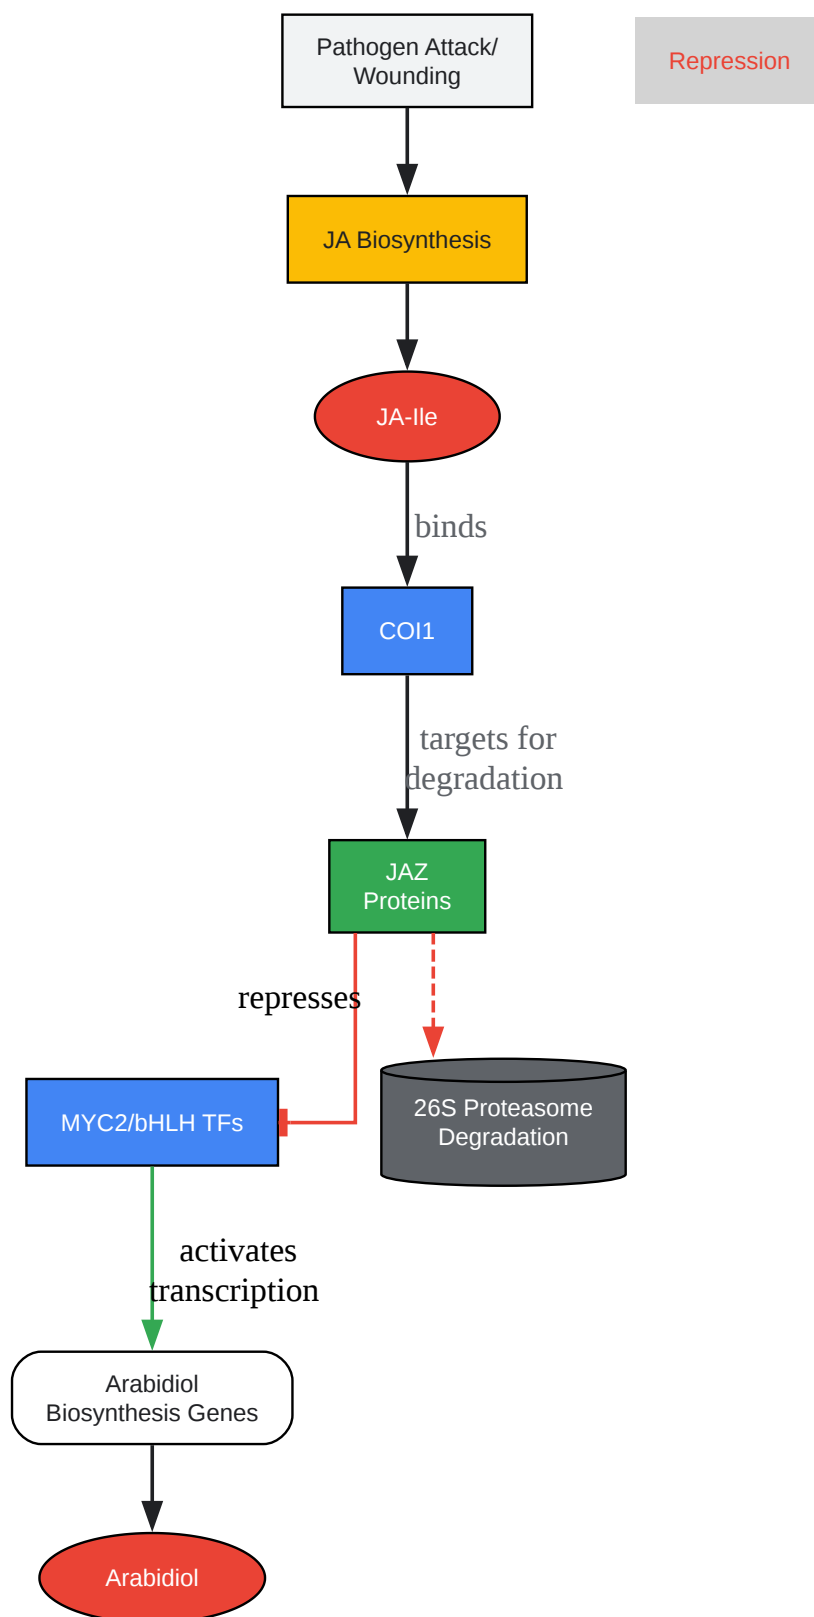 Pathogen Attack/
Wounding
Repression
JA Biosynthesis
JA-Ile
binds
COI1
targets for
degradation
JAZ
Proteins
represses
MYC2/bHLH TFs
26S Proteasome
Degradation
activates
transcription
Arabidiol
Biosynthesis Genes
Arabidiol